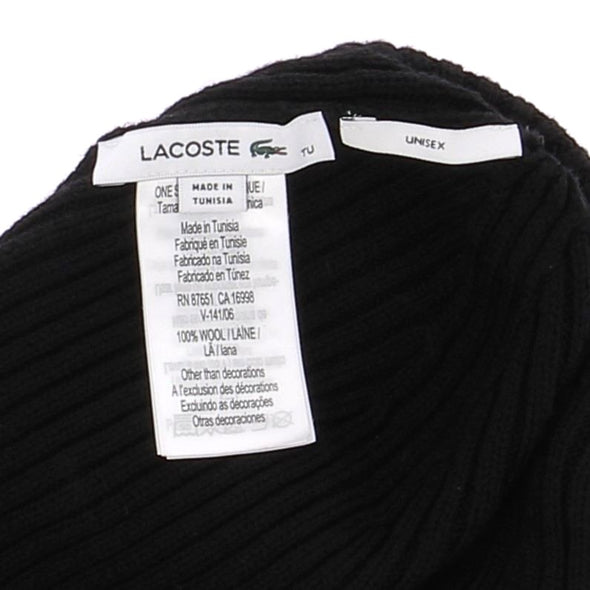 LACOSTE TU
UNISEX
MADE IN
TUNISIA
ONE S UE /
Tama nica
Made in Tunisia
Fabriqué en Tunisie
Fabricado na Tunísia
Fabricado en Túnez
RN 87651 CA 16998
V-141/06
100% WOOL / LAINE /
LÃ / lana
Other than decorations
A l'exclusion des décorations
Excluindo as decorações
Otras decoraciones